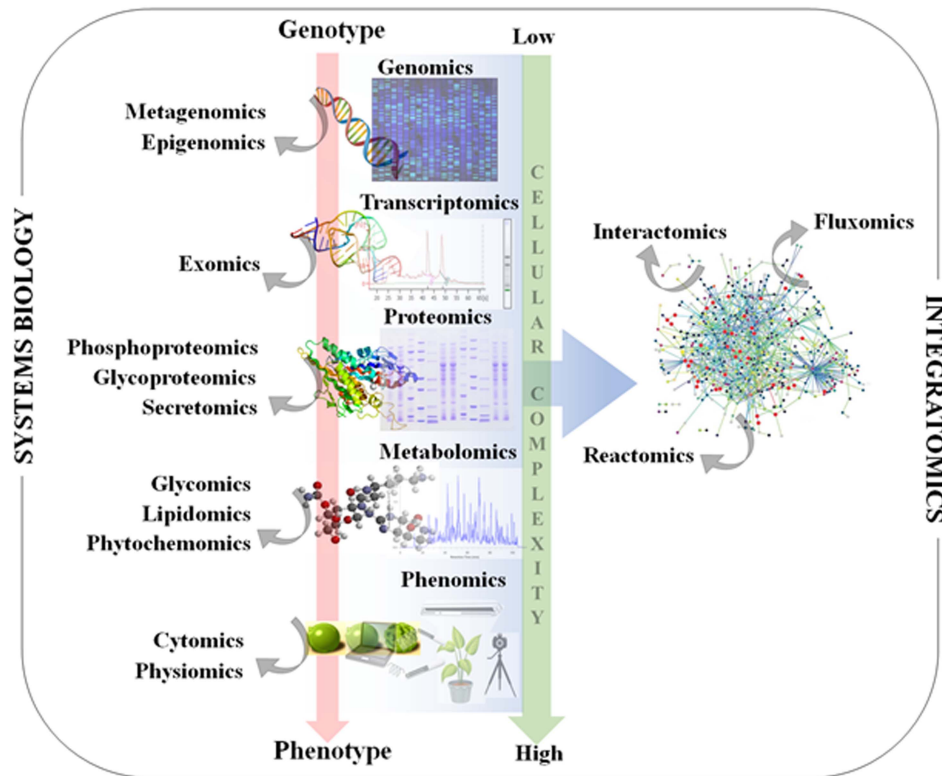 Genotype
Low
Genomics
Metagenomics
Epigenomics
Transcriptomics
Exomics
Proteomics
Phosphoproteomics
Glycoproteomics
Secretomics
Metabolomics
Glycomics
Lipidomics
Phytochemomics
Phenomics
Cytomics
Physiomics
Phenotype
High
CELLULAR COMPLEXITY
SYSTEMS BIOLOGY
Interactomics
Fluxomics
Reactomics
INTEGRATOMICS